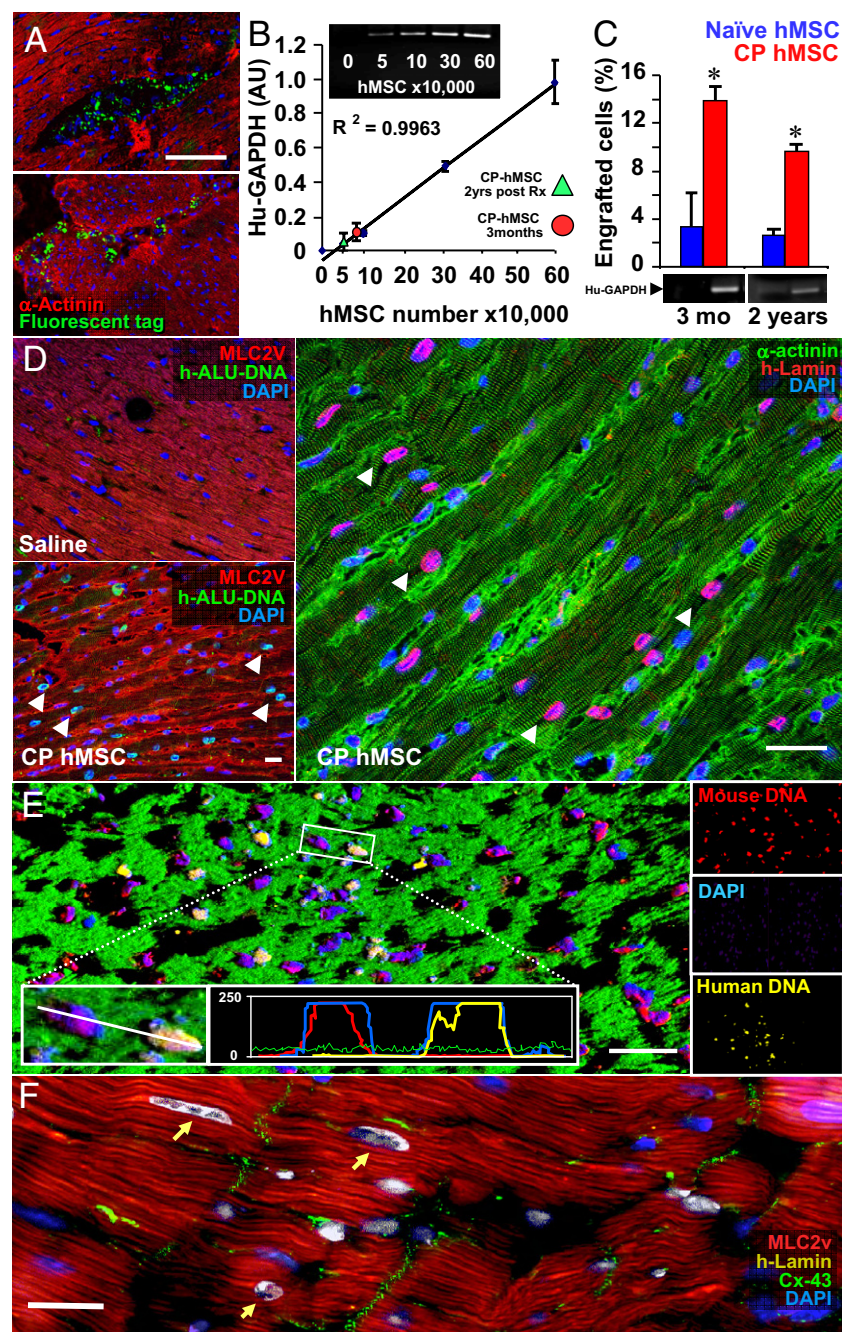 A
α-Actinin
Fluorescent tag
B
Hu-GAPDH (AU)
1.2
1.0
0.8
0.6
0.4
0.2
0
0 5 10 30 60
hMSC x10,000
R 2 = 0.9963
CP-hMSC
2yrs post Rx
CP-hMSC
3months
0 5 10 20 30 40 50 60
hMSC number x10,000
C
Naïve hMSC
CP hMSC
Engrafted cells (%)
16
12
8
4
0
*
*
Hu-GAPDH
3 mo 2 years
D
MLC2V
h-ALU-DNA
DAPI
Saline
MLC2V
h-ALU-DNA
DAPI
CP hMSC
α-actinin
h-Lamin
DAPI
CP hMSC
E
250
0
Mouse DNA
DAPI
Human DNA
F
MLC2v
h-Lamin
Cx-43
DAPI